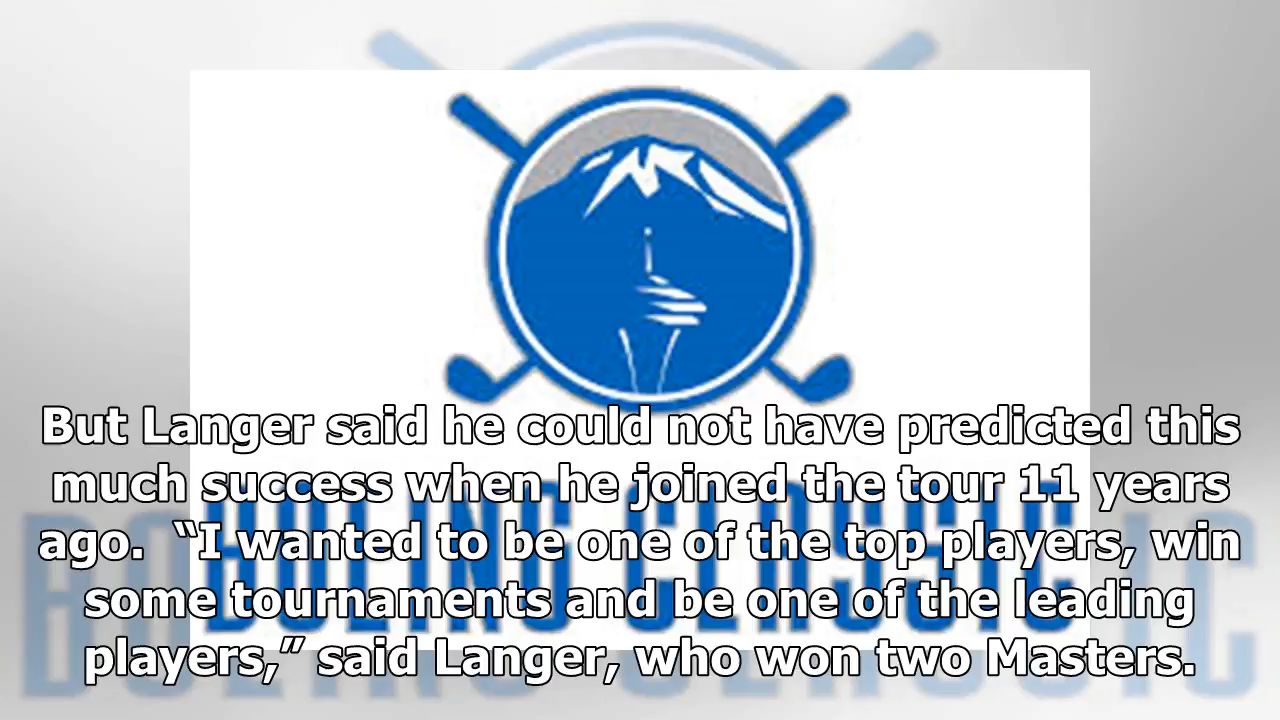 But Langer said he could not have predicted this
much success when he joined the tour 11 years
ago.  “I wanted to be one of the top players, win
some tournaments and be one of the leading
players,” said Langer, who won two Masters.
BOEING CLASSIC